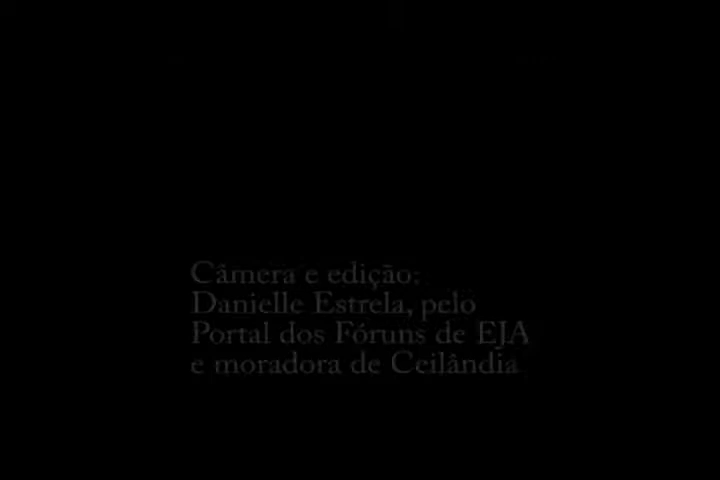 Câmera e edição:
Danielle Estrela, pelo
Portal dos Fóruns de EJA
e moradora de Ceilândia